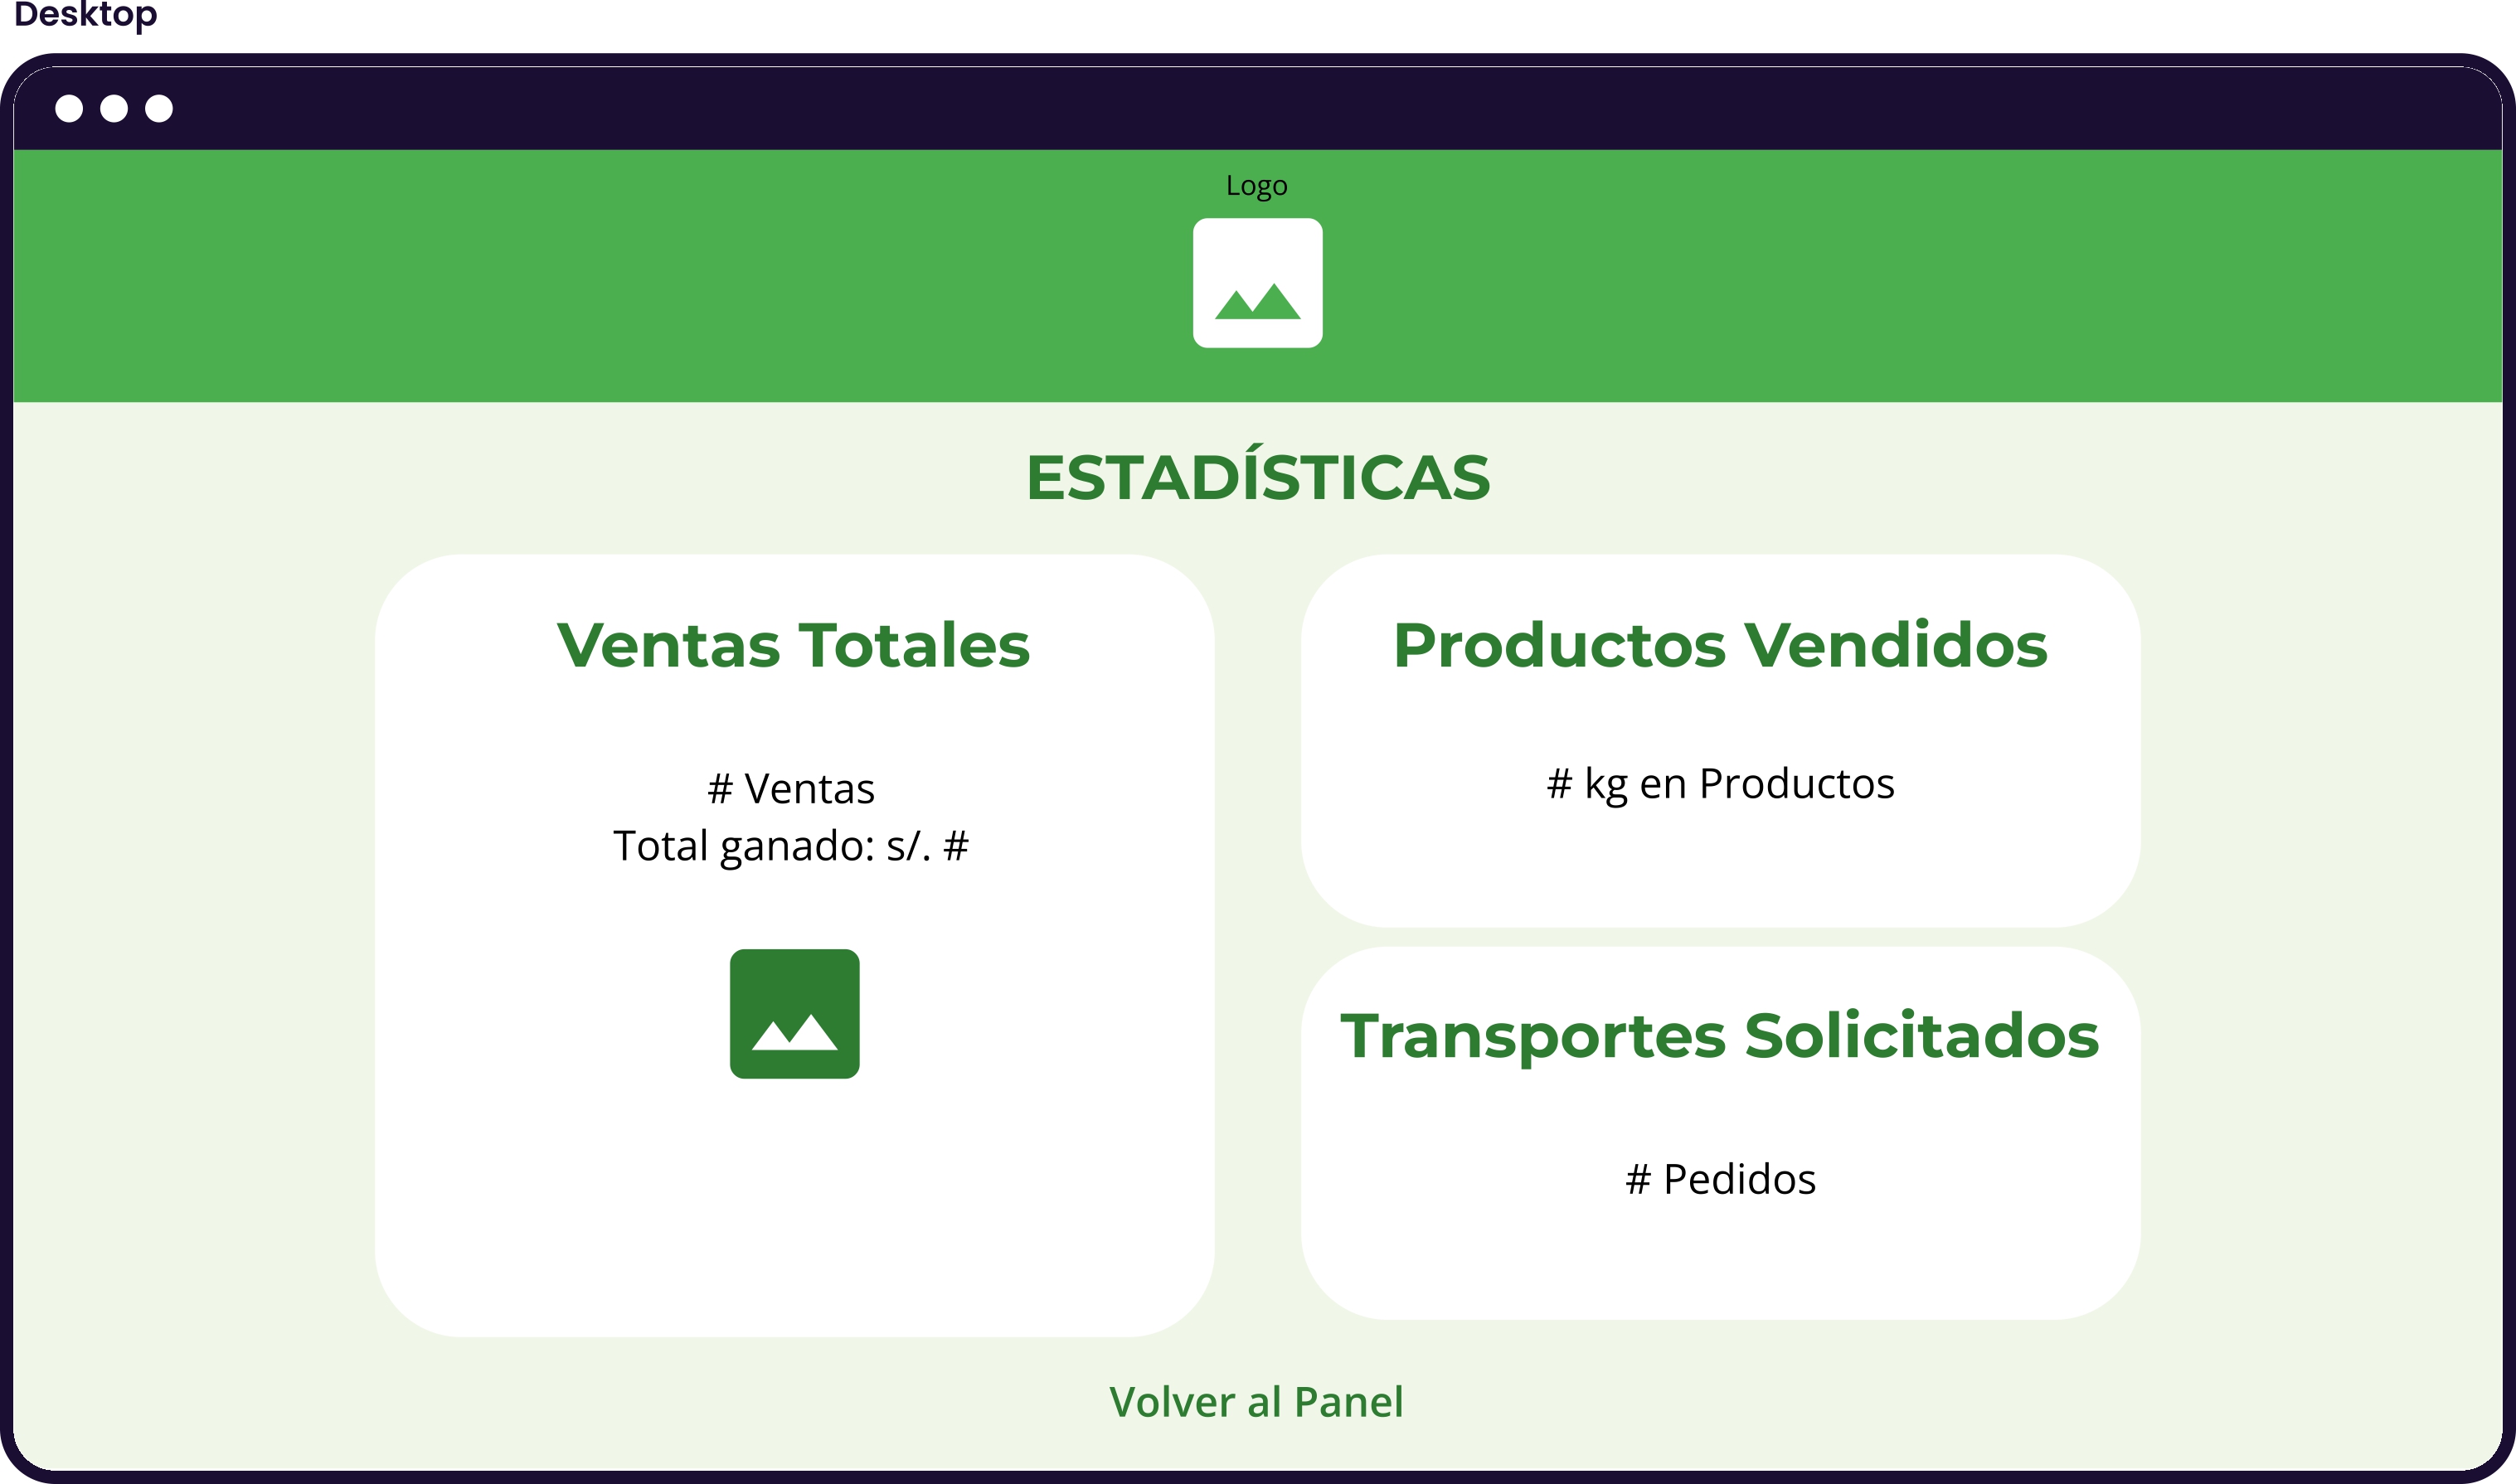 Desktop
Logo
ESTADÍSTICAS
Ventas Totales
# Ventas
Total ganado: s/. #
Productos Vendidos
# kg en Productos
Transportes Solicitados
# Pedidos
Volver al Panel